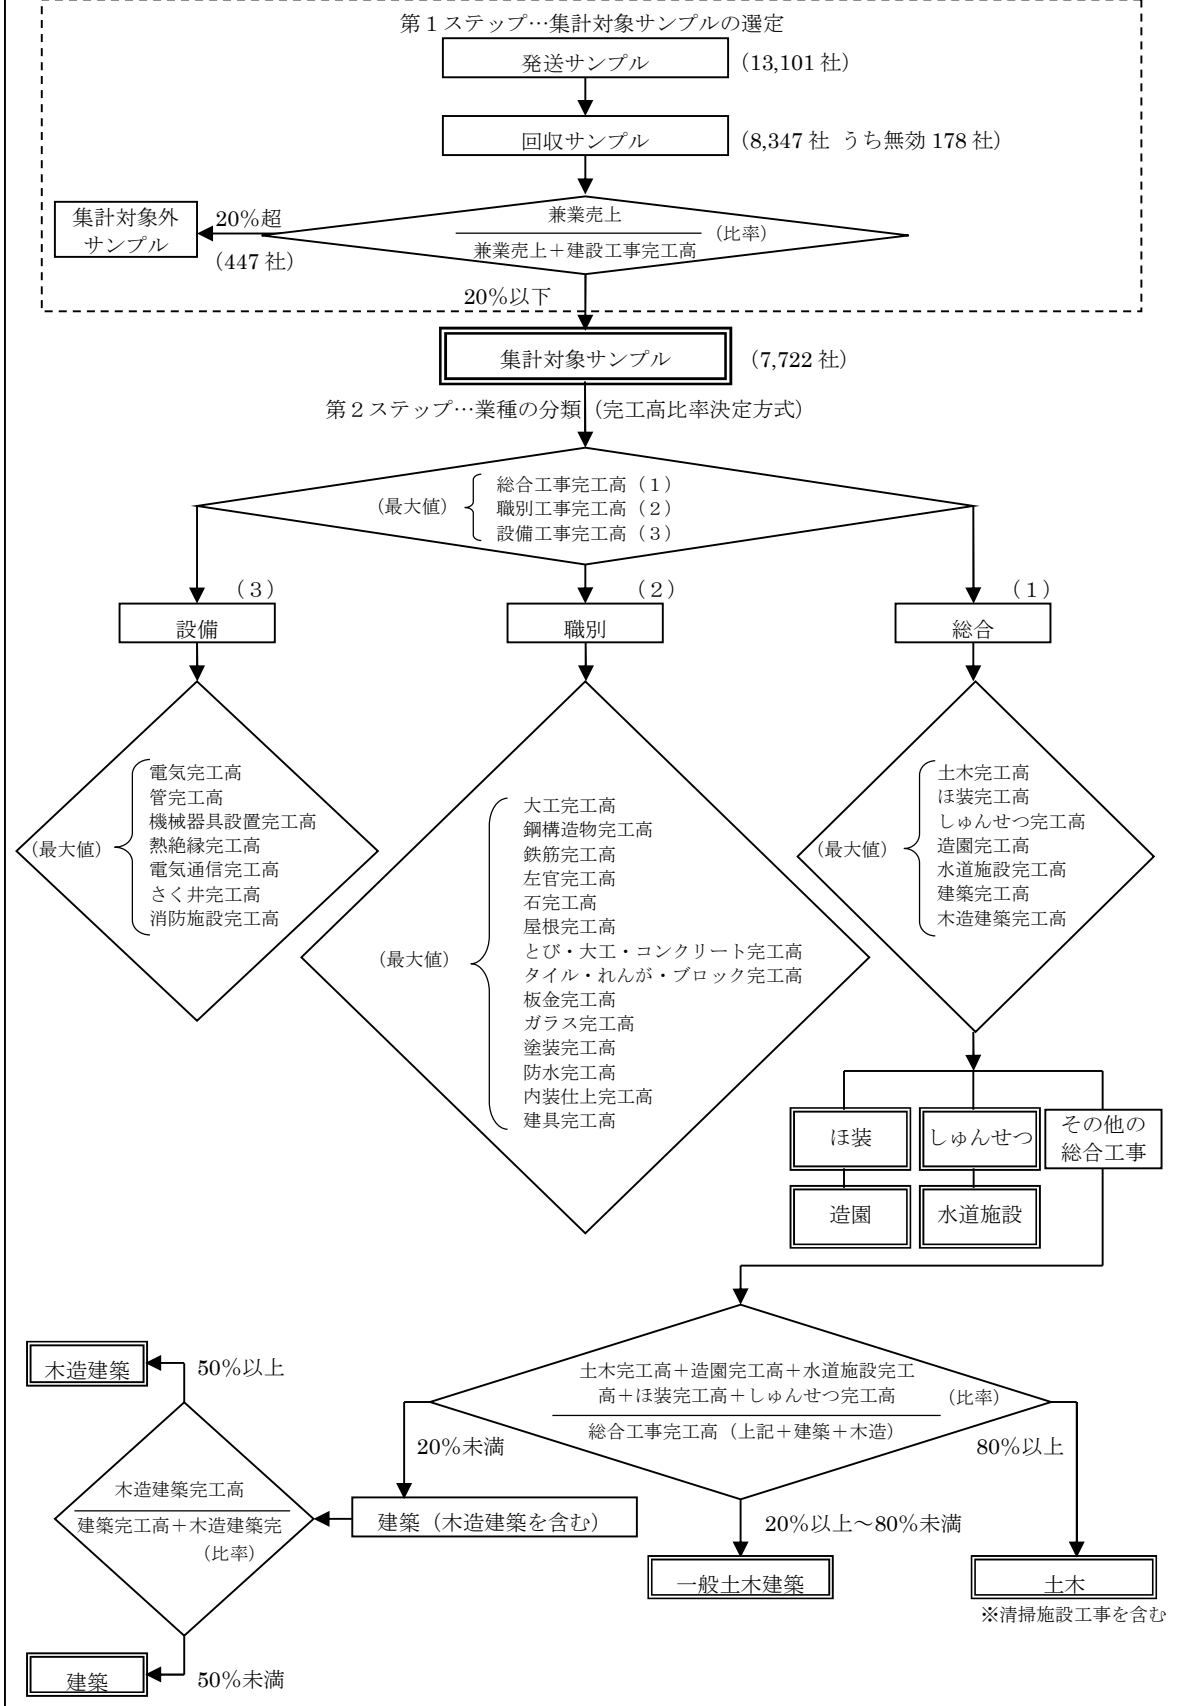 第１ステップ…集計対象サンプルの選定
発送サンプル
（13,101 社）
回収サンプル
（8,347 社 うち無効 178 社）
集計対象外
サンプル
20％超
（447 社）
兼業売上
兼業売上＋建設工事完工高
（比率）
20％以下
集計対象サンプル
（7,722 社）
第２ステップ…業種の分類（完工高比率決定方式）
（最大値）
総合工事完工高（１）
職別工事完工高（２）
設備工事完工高（３）
（３）
設備
（２）
職別
（１）
総合
（最大値）
電気完工高
管完工高
機械器具設置完工高
熱絶縁完工高
電気通信完工高
さく井完工高
消防施設完工高
（最大値）
大工完工高
鋼構造物完工高
鉄筋完工高
左官完工高
石完工高
屋根完工高
とび・大工・コンクリート完工高
タイル・れんが・ブロック完工高
板金完工高
ガラス完工高
塗装完工高
防水完工高
内装仕上完工高
建具完工高
（最大値）
土木完工高
ほ装完工高
しゅんせつ完工高
造園完工高
水道施設完工高
建築完工高
木造建築完工高
ほ装
しゅんせつ
その他の
総合工事
造園
水道施設
土木完工高＋造園完工高＋水道施設完工
高＋ほ装完工高＋しゅんせつ完工高
総合工事完工高（上記＋建築＋木造）
（比率）
20％未満
80％以上
20％以上～80％未満
建築（木造建築を含む）
一般土木建築
土木
※清掃施設工事を含む
木造建築
50％以上
木造建築完工高
建築完工高＋木造建築完
（比率）
建築
50％未満